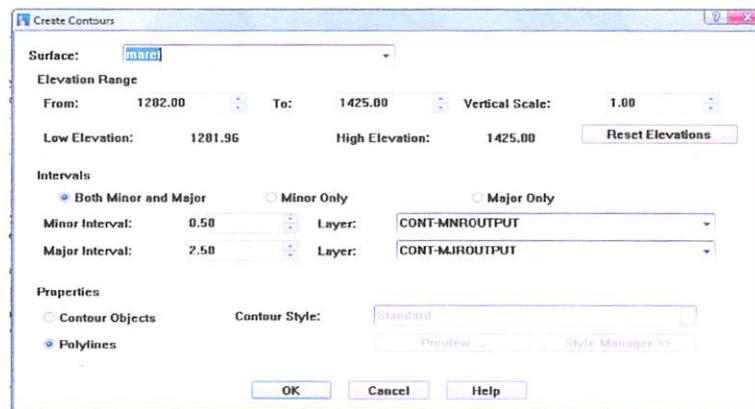 Create Contours
Surface:
Elevation Range
From: 1282.00 To: 1425.00 Vertical Scale: 1.00
Low Elevation: 1281.96 High Elevation: 1425.00 Reset Elevations
Intervals
Both Minor and Major Minor Only Major Only
Minor Interval: 0.50 Layer: CONT-MNROUTPUT
Major Interval: 2.50 Layer: CONT-MJROUTPUT
Properties
Contour Objects Contour Style: Standard
Polylines Preview ... Style Manager >>
OK Cancel Help